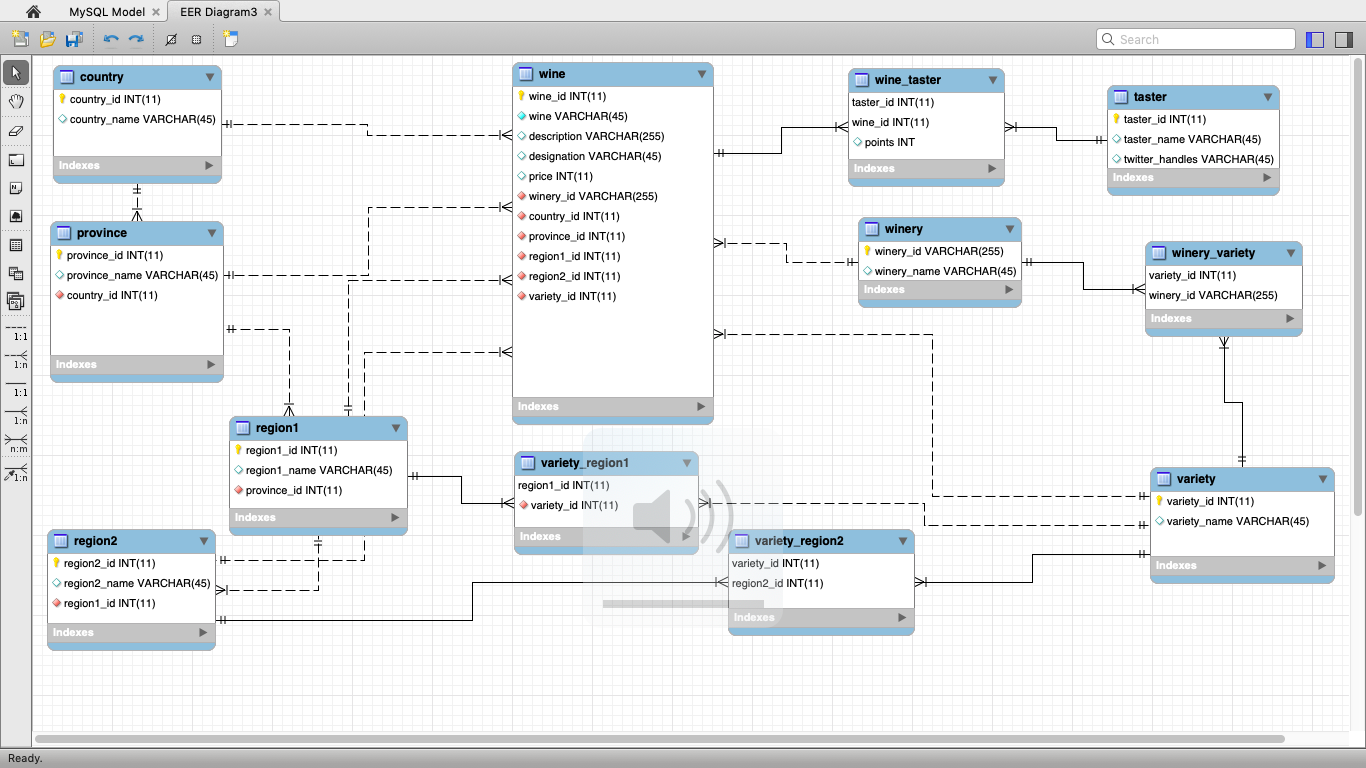 MySQL Model
EER Diagram3
Search
country
country_id INT(11)
country_name VARCHAR(45)
Indexes
province
province_id INT(11)
province_name VARCHAR(45)
country_id INT(11)
Indexes
region1
region1_id INT(11)
region1_name VARCHAR(45)
province_id INT(11)
Indexes
region2
region2_id INT(11)
region2_name VARCHAR(45)
region1_id INT(11)
Indexes
wine
wine_id INT(11)
wine VARCHAR(45)
description VARCHAR(255)
designation VARCHAR(45)
price INT(11)
winery_id VARCHAR(255)
country_id INT(11)
province_id INT(11)
region1_id INT(11)
region2_id INT(11)
variety_id INT(11)
Indexes
variety_region1
region1_id INT(11)
variety_id INT(11)
Indexes
variety_region2
variety_id INT(11)
region2_id INT(11)
Indexes
wine_taster
taster_id INT(11)
wine_id INT(11)
points INT
Indexes
taster
taster_id INT(11)
taster_name VARCHAR(45)
twitter_handles VARCHAR(45)
Indexes
winery
winery_id VARCHAR(255)
winery_name VARCHAR(45)
Indexes
winery_variety
variety_id INT(11)
winery_id VARCHAR(255)
Indexes
variety
variety_id INT(11)
variety_name VARCHAR(45)
Indexes
1:1
1:n
1:1
1:n
n:m
1:n
Ready.